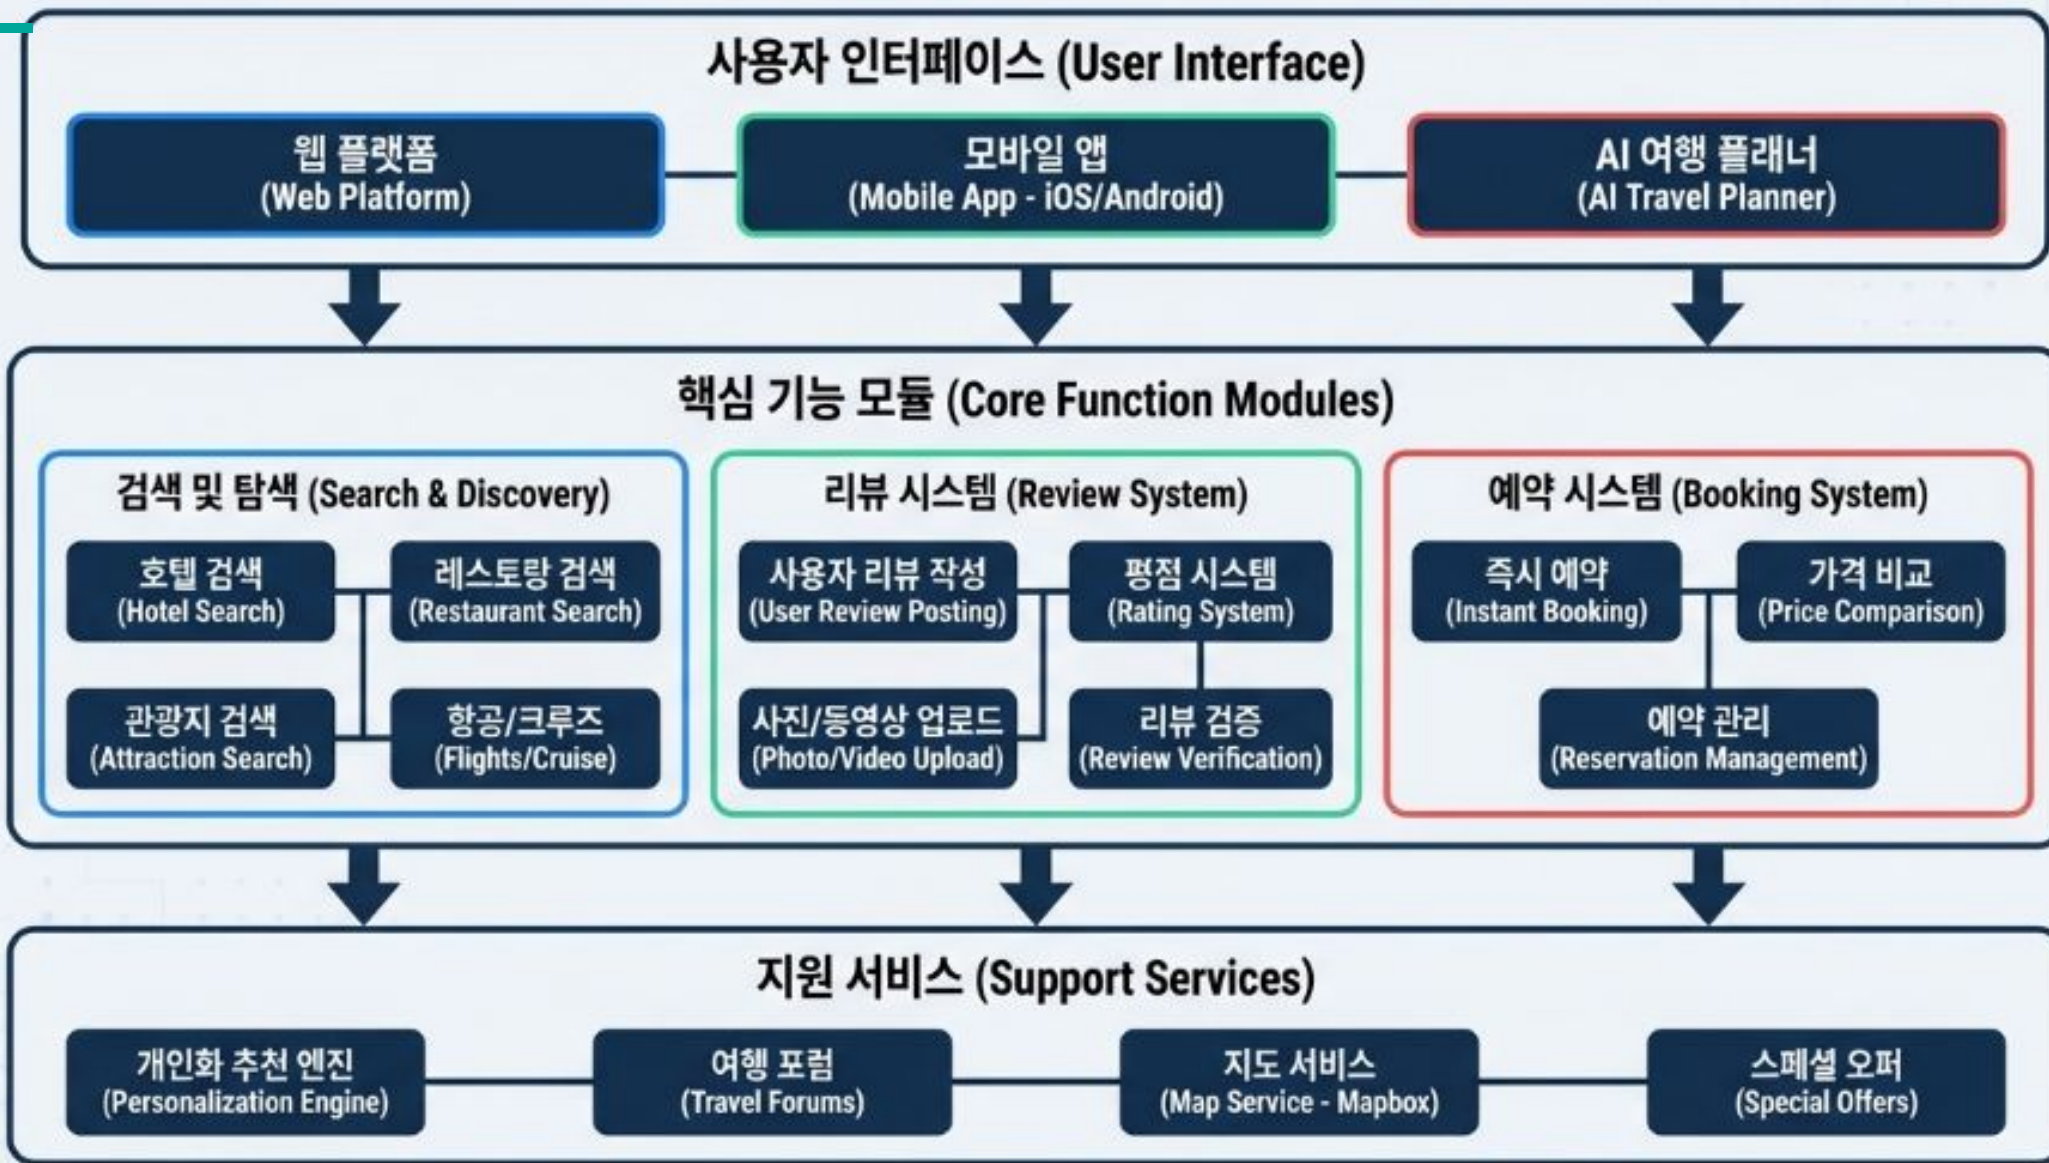 사용자 인터페이스 (User Interface)
웹 플랫폼
(Web Platform)
모바일 앱
(Mobile App - iOS/Android)
AI 여행 플래너
(AI Travel Planner)
핵심 기능 모듈 (Core Function Modules)
검색 및 탐색 (Search & Discovery)
호텔 검색
(Hotel Search)
레스토랑 검색
(Restaurant Search)
관광지 검색
(Attraction Search)
항공/크루즈
(Flights/Cruise)
리뷰 시스템 (Review System)
사용자 리뷰 작성
(User Review Posting)
평점 시스템
(Rating System)
사진/동영상 업로드
(Photo/Video Upload)
리뷰 검증
(Review Verification)
예약 시스템 (Booking System)
즉시 예약
(Instant Booking)
가격 비교
(Price Comparison)
예약 관리
(Reservation Management)
지원 서비스 (Support Services)
개인화 추천 엔진
(Personalization Engine)
여행 포럼
(Travel Forums)
지도 서비스
(Map Service - Mapbox)
스페셜 오퍼
(Special Offers)